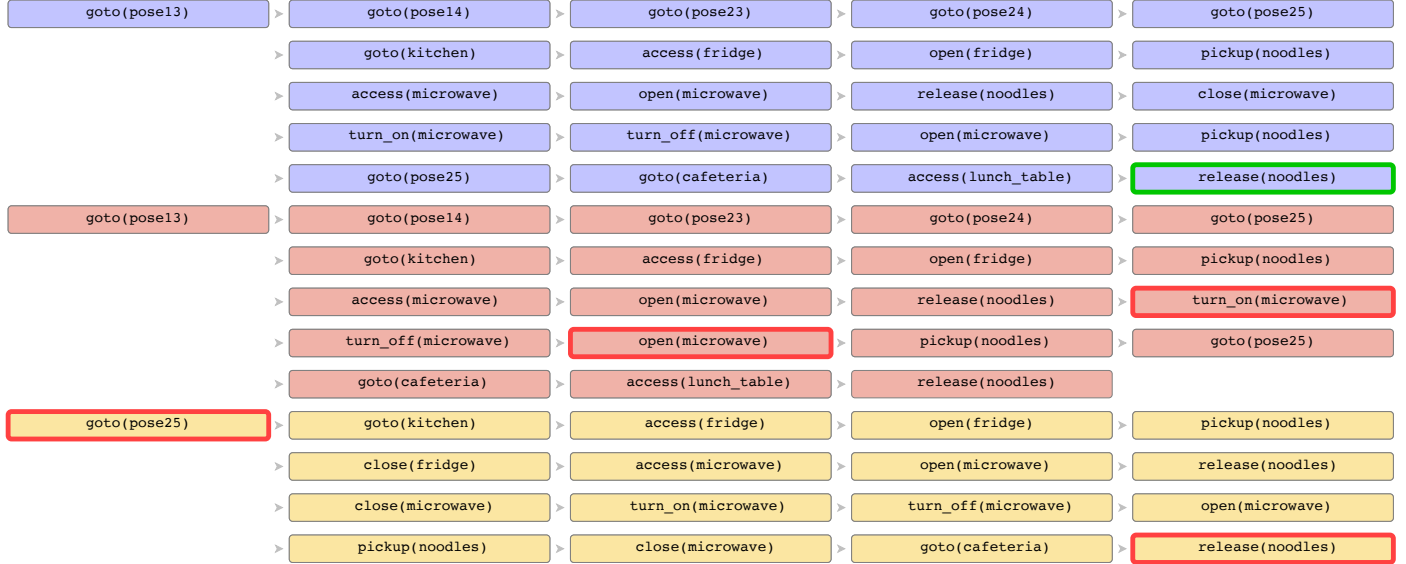 goto(pose13) goto(pose14) goto(pose23) goto(pose24) goto(pose25)
goto(kitchen) access(fridge) open(fridge) pickup(noodles)
access(microwave) open(microwave) release(noodles) close(microwave)
turn_on(microwave) turn_off(microwave) open(microwave) pickup(noodles)
goto(pose25) goto(cafeteria) access(lunch_table) release(noodles)
goto(pose13) goto(pose14) goto(pose23) goto(pose24) goto(pose25)
goto(kitchen) access(fridge) open(fridge) pickup(noodles)
access(microwave) open(microwave) release(noodles) turn_on(microwave)
turn_off(microwave) open(microwave) pickup(noodles) goto(pose25)
goto(cafeteria) access(lunch_table) release(noodles)
goto(pose25) goto(kitchen) access(fridge) open(fridge) pickup(noodles)
close(fridge) access(microwave) open(microwave) release(noodles)
close(microwave) turn_on(microwave) turn_off(microwave) open(microwave)
pickup(noodles) close(microwave) goto(cafeteria) release(noodles)